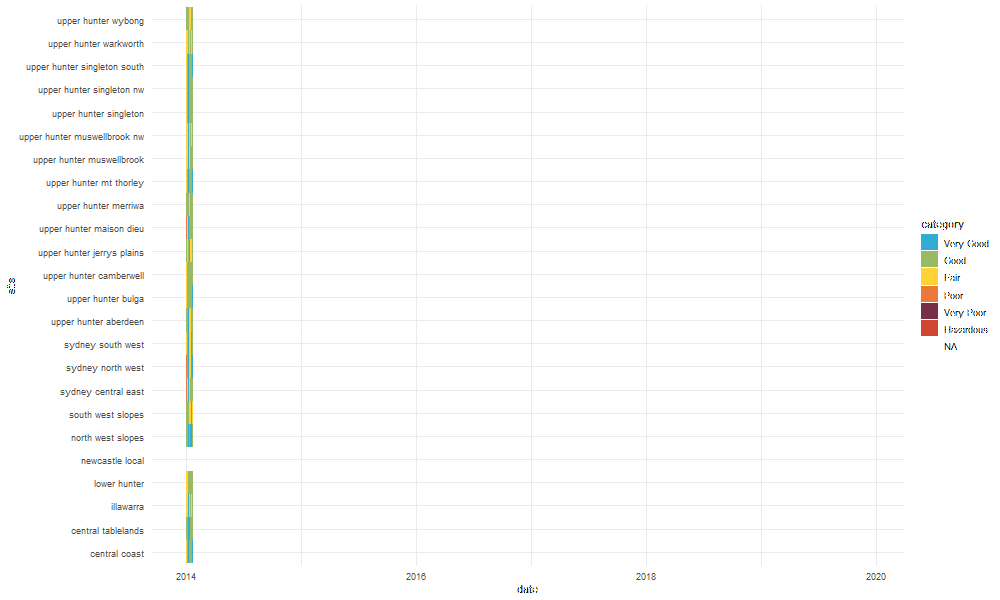 upper hunter wybong
upper hunter warkworth
upper hunter singleton south
upper hunter singleton nw
upper hunter singleton
upper hunter muswellbrook nw
upper hunter muswellbrook
upper hunter mt thorley
upper hunter merriwa
upper hunter maison dieu
upper hunter jerrys plains
upper hunter camberwell
upper hunter bulga
upper hunter aberdeen
sydney south west
sydney north west
sydney central east
south west slopes
north west slopes
newcastle local
lower hunter
illawarra
central tablelands
central coast
site
2014
2016
2018
2020
date
category
Very Good
Good
Fair
Poor
Very Poor
Hazardous
NA